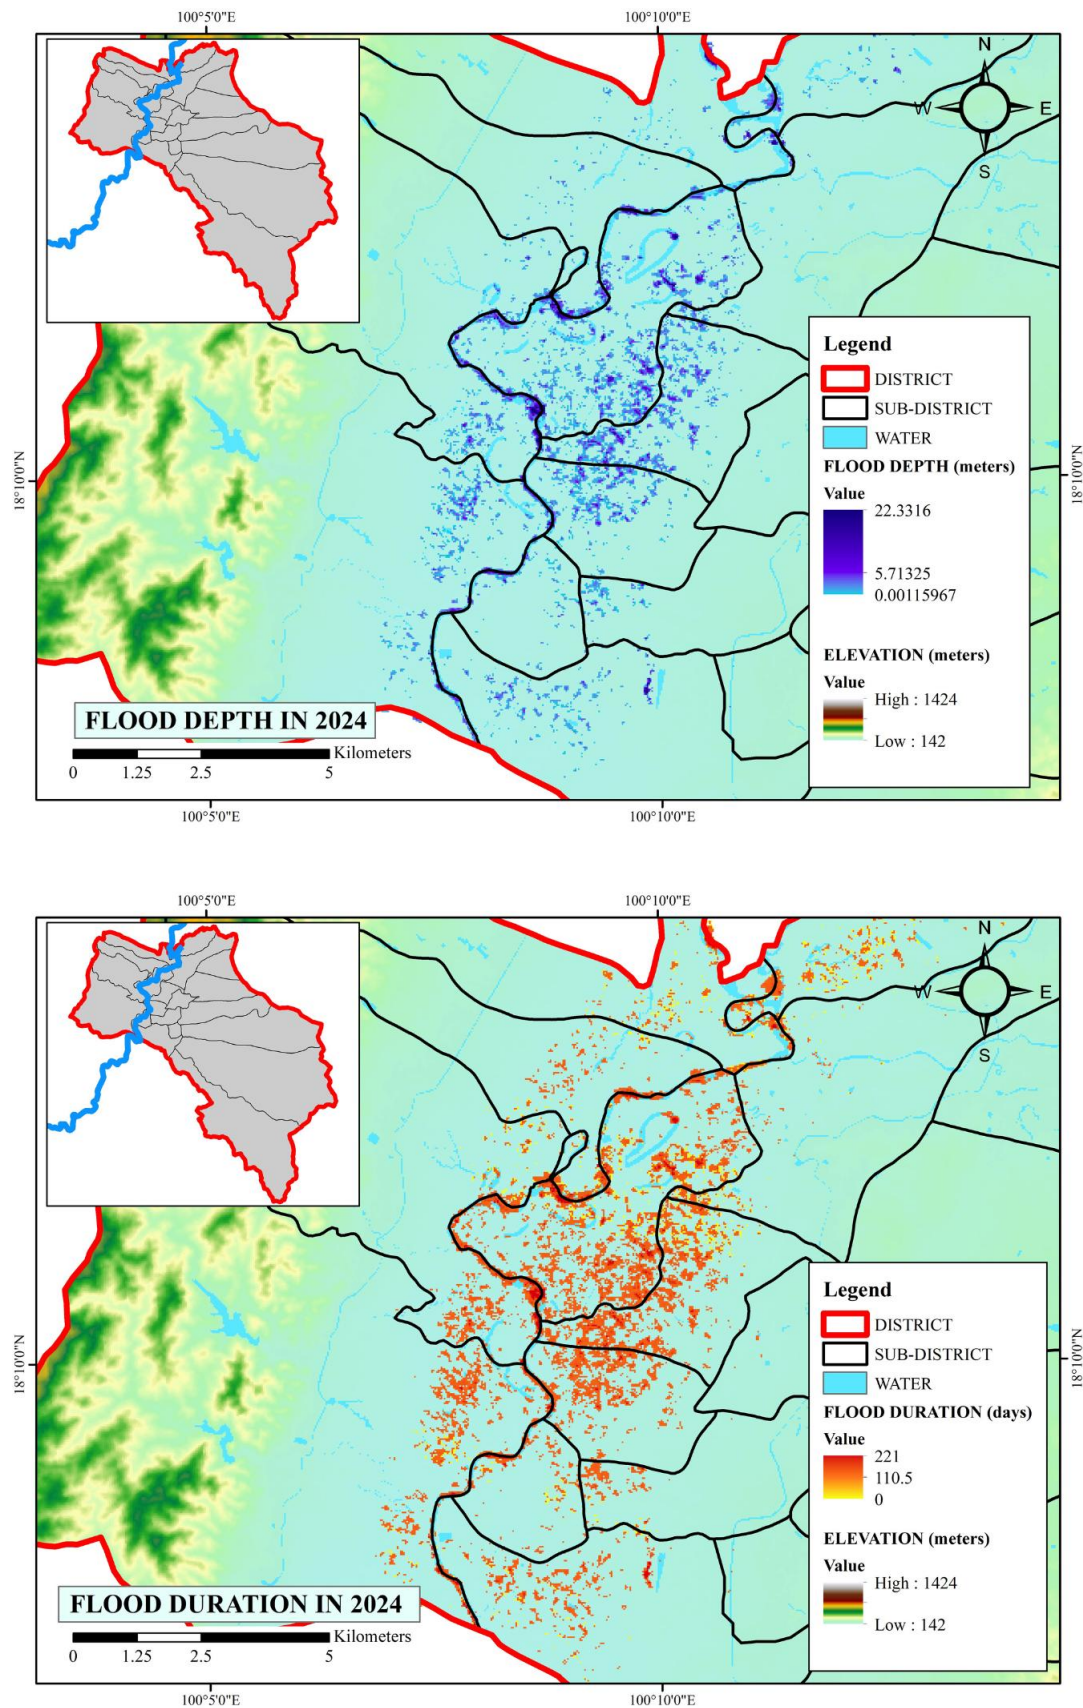 100°5'0"E 100°10'0"E
N
W E
S
Legend
DISTRICT
SUB-DISTRICT
WATER
FLOOD DEPTH (meters)
Value
22.3316
5.71325
0.00115967
ELEVATION (meters)
Value
High : 1424
Low : 142
18°10'0"N 18°10'0"N
FLOOD DEPTH IN 2024
Kilometers
0 1.25 2.5 5
100°5'0"E 100°10'0"E
100°5'0"E 100°10'0"E
N
W E
S
Legend
DISTRICT
SUB-DISTRICT
WATER
FLOOD DURATION (days)
Value
221
110.5
0
ELEVATION (meters)
Value
High : 1424
Low : 142
18°10'0"N 18°10'0"N
FLOOD DURATION IN 2024
Kilometers
0 1.25 2.5 5
100°5'0"E 100°10'0"E